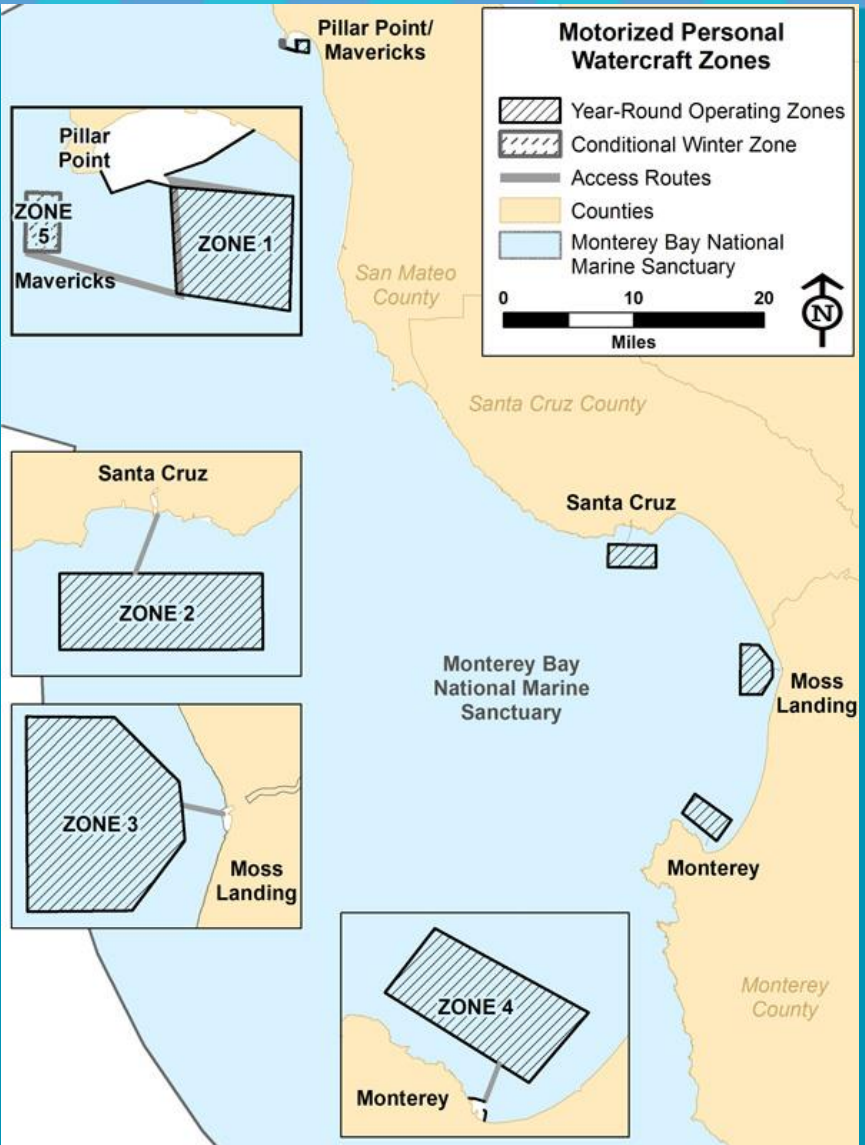 Pillar Point/
Mavericks
Motorized Personal
Watercraft Zones
Year-Round Operating Zones
Conditional Winter Zone
Access Routes
Counties
Monterey Bay National
Marine Sanctuary
0 10 20
Miles
N
Pillar
Point
ZONE
5
ZONE 1
Mavericks
San Mateo
County
Santa Cruz County
Santa Cruz
ZONE 2
Santa Cruz
Monterey Bay
National Marine
Sanctuary
Moss
Landing
ZONE 3
Moss
Landing
Monterey
ZONE 4
Monterey
Monterey
County